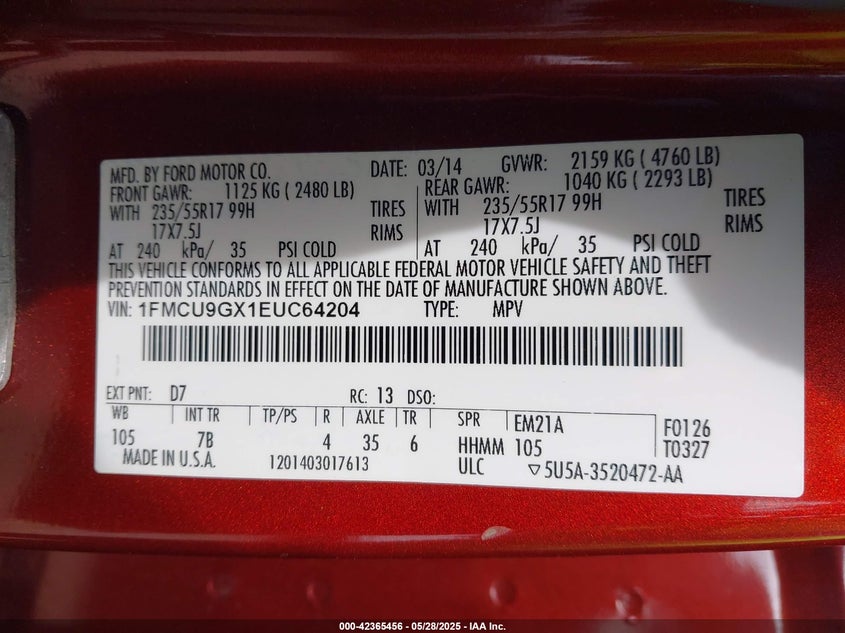 MFD. BY FORD MOTOR CO. DATE: 03/14 GVWR: 2159 KG ( 4760 LB)
FRONT GAWR: 1125 KG ( 2480 LB) REAR GAWR: 1040 KG ( 2293 LB)
WITH 235/55R17 99H TIRES WITH 235/55R17 99H TIRES
17X7.5J RIMS 17X7.5J RIMS
AT 240 kPa/ 35 PSI COLD AT 240 kPa/ 35 PSI COLD
THIS VEHICLE CONFORMS TO ALL APPLICABLE FEDERAL MOTOR VEHICLE SAFETY AND THEFT
PREVENTION STANDARDS IN EFFECT ON THE DATE OF MANUFACTURE SHOWN ABOVE.
VIN: 1FMCU9GX1EUC64204 TYPE: MPV
EXT PNT: D7 RC: 13 DSO:
WB INT TR TP/PS R AXLE TR SPR EM21A F0126
105 7B 4 35 6 HHMM 105 T0327
MADE IN U.S.A. 1201403017613 ULC ▽5U5A-3520472-AA
000-42365456 - 05/28/2025 - IAA Inc.